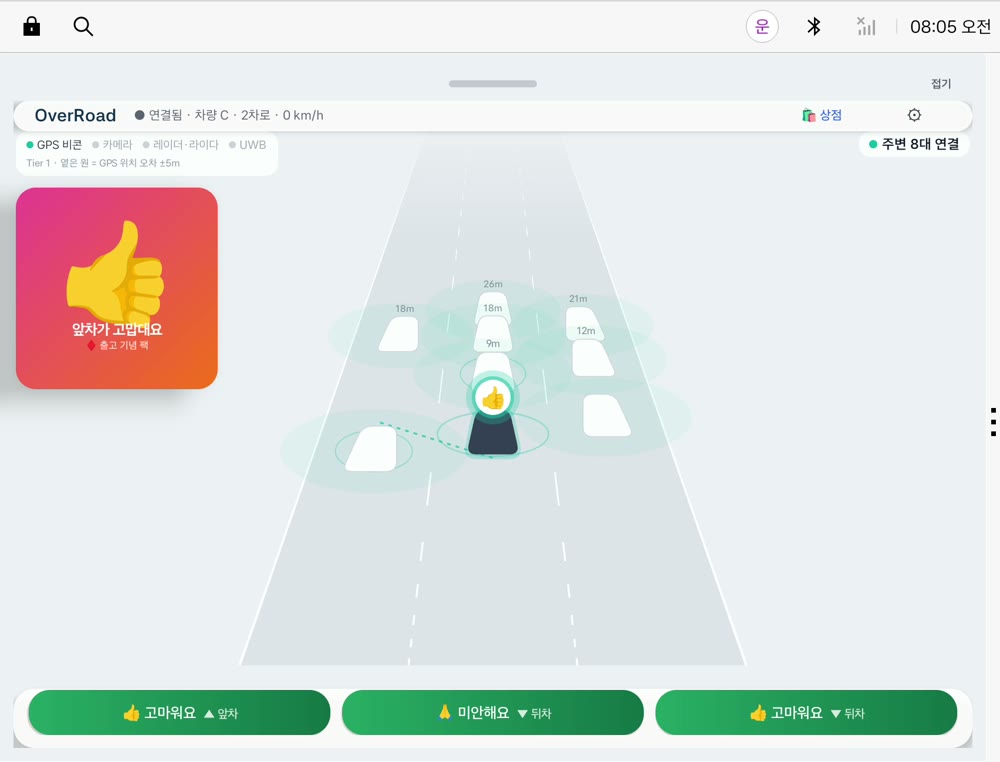 운
08:05 오전
접기
OverRoad
연결됨 · 차량 C · 2차로 · 0 km/h
🛍️ 상점
GPS 비콘 카메라 레이더·라이다 UWB
Tier 1 · 옅은 원 = GPS 위치 오차 ±5m
주변 8대 연결
앞차가 고맙대요
♦️ 출고 기념 팩
26m
18m
18m
21m
12m
9m
👍 고마워요 ▲ 앞차
🙏 미안해요 ▼ 뒤차
👍 고마워요 ▼ 뒤차